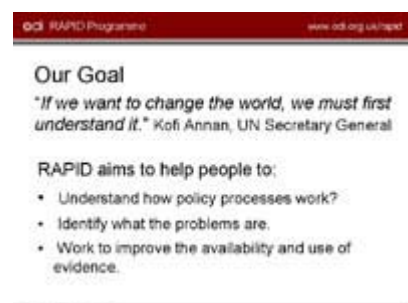 odi RAPID Programme www.odi.org.uk/rapid
Our Goal
"If we want to change the world, we must first
understand it." Kofi Annan, UN Secretary General
RAPID aims to help people to:
• Understand how policy processes work?
• Identify what the problems are.
• Work to improve the availability and use of
evidence.